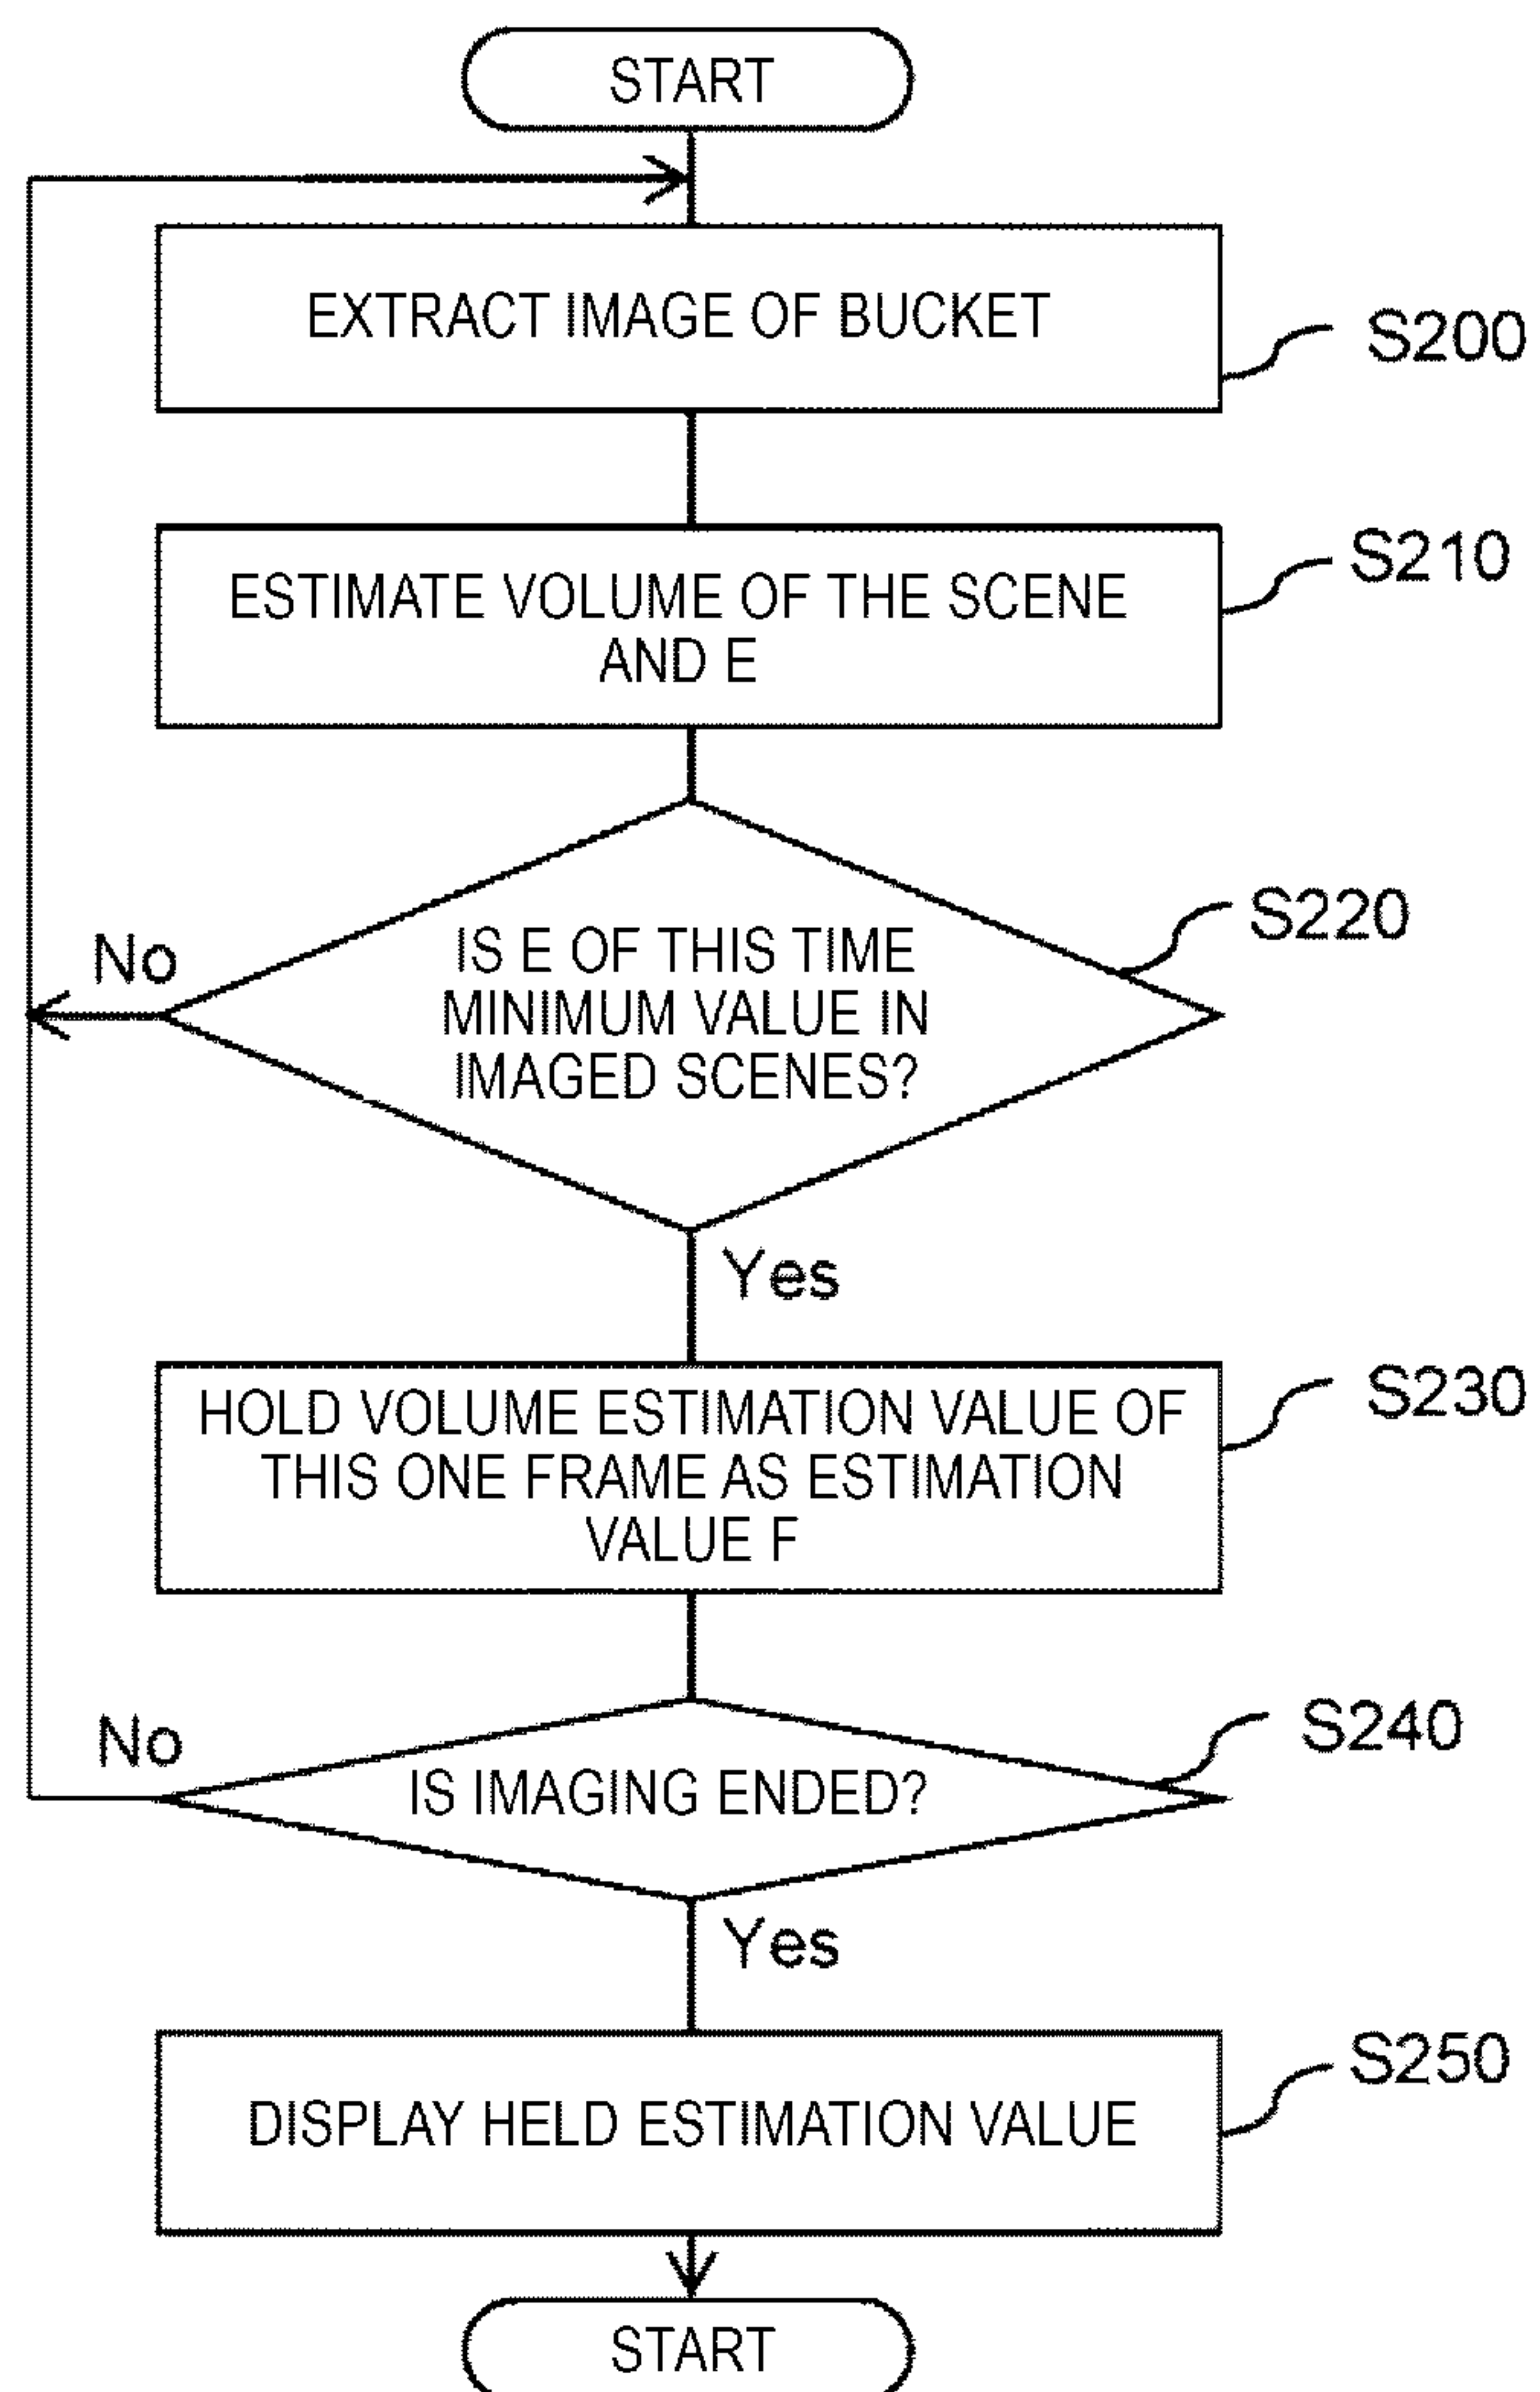 START
EXTRACT IMAGE OF BUCKET
S200
ESTIMATE VOLUME OF THE SCENE
AND E
S210
IS E OF THIS TIME
MINIMUM VALUE IN
IMAGED SCENES?
S220
No
Yes
HOLD VOLUME ESTIMATION VALUE OF
THIS ONE FRAME AS ESTIMATION
VALUE F
S230
IS IMAGING ENDED?
S240
No
Yes
DISPLAY HELD ESTIMATION VALUE
S250
START